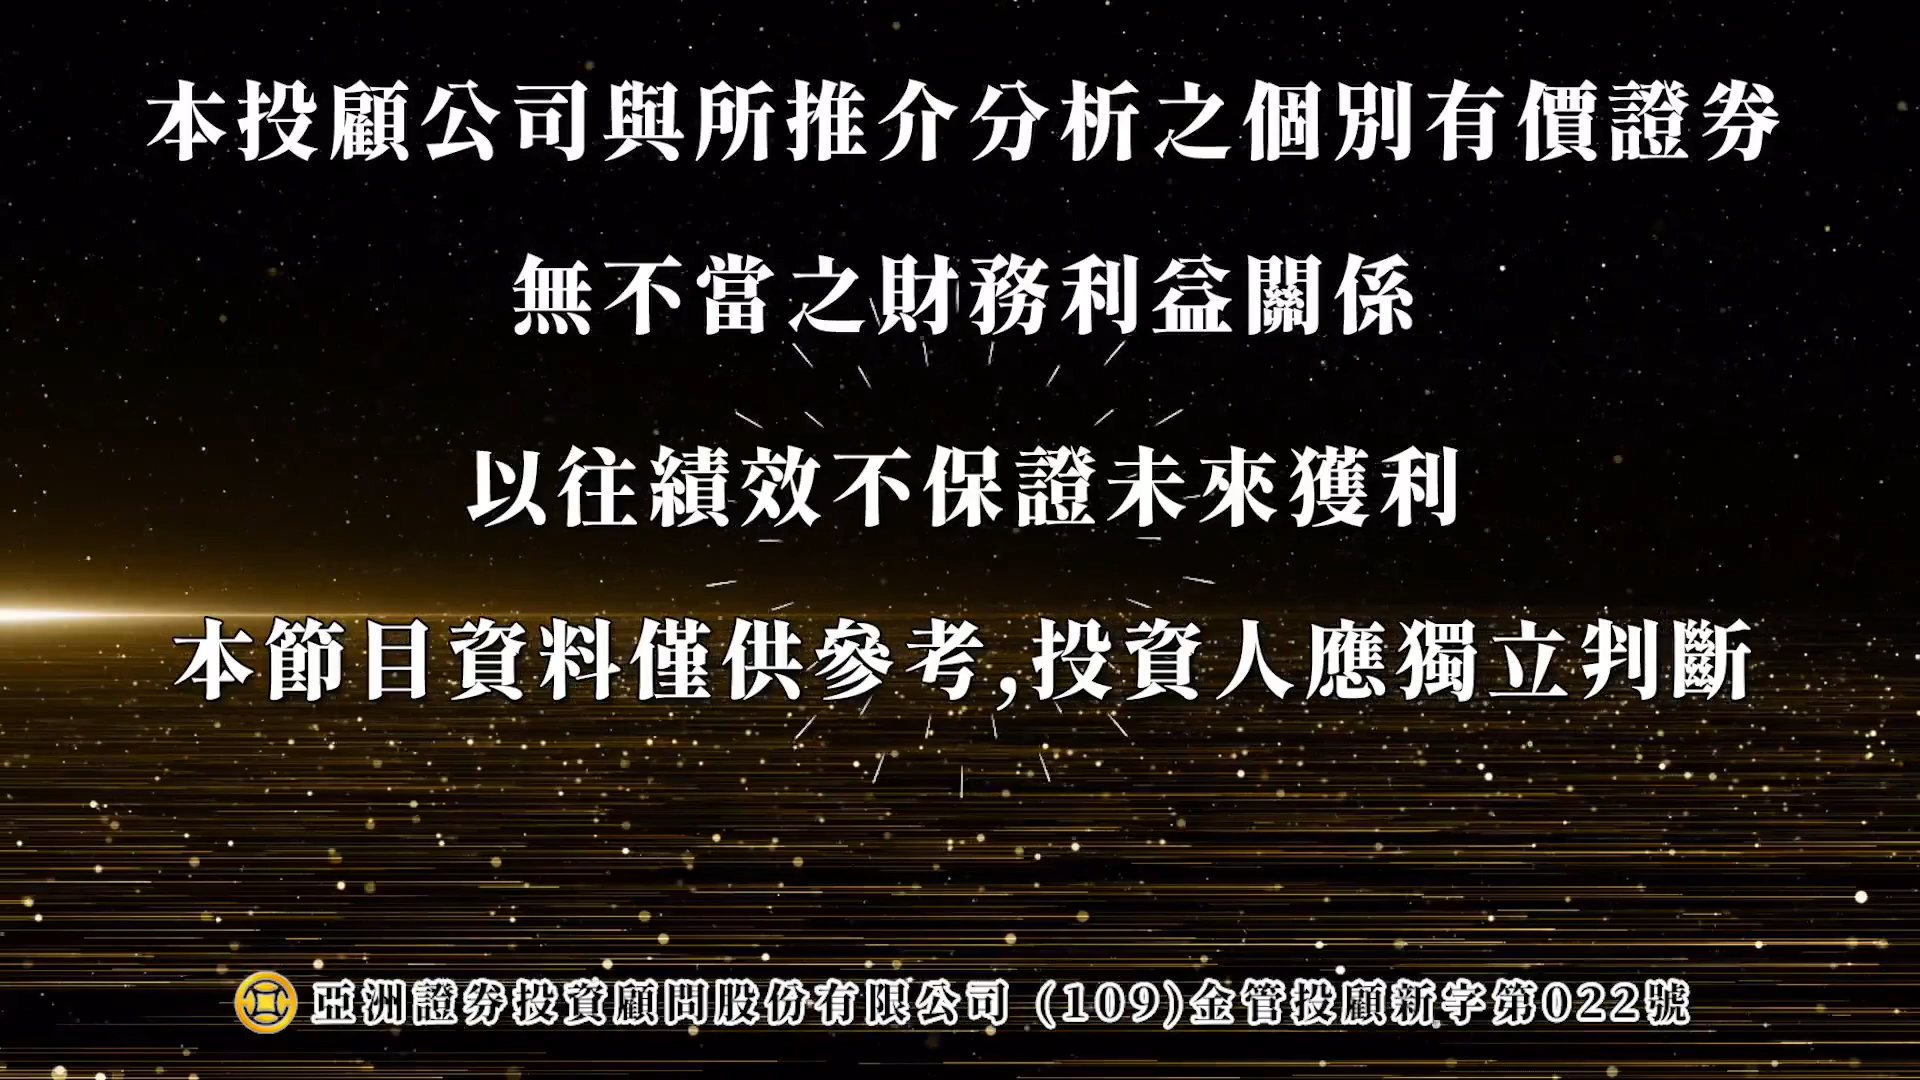 本投顧公司與所推介分析之個別有價證券
無不當之財務利益關係
以往績效不保證未來獲利
本節目資料僅供參考,投資人應獨立判斷
亞洲證券投資顧問股份有限公司 (109)金管投顧新字第022號